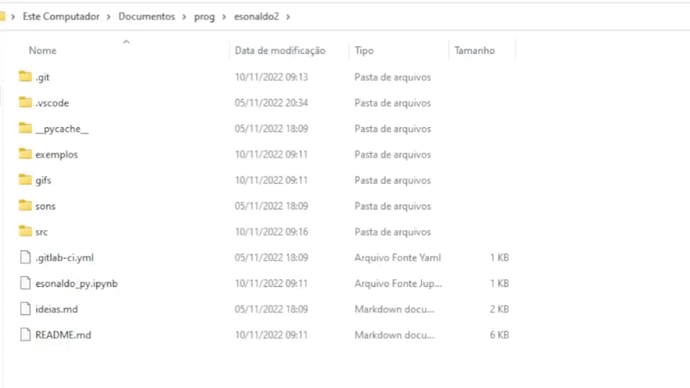 Este Computador > Documentos > prog > esonaldo2 >
Nome Data de modificação Tipo Tamanho
.git 10/11/2022 09:13 Pasta de arquivos
.vscode 05/11/2022 20:34 Pasta de arquivos
__pycache__ 05/11/2022 18:09 Pasta de arquivos
exemplos 10/11/2022 09:11 Pasta de arquivos
gifs 10/11/2022 09:11 Pasta de arquivos
sons 05/11/2022 18:09 Pasta de arquivos
src 10/11/2022 09:16 Pasta de arquivos
.gitlab-ci.yml 05/11/2022 18:09 Arquivo Fonte Yaml 1 KB
esonaldo_py.ipynb 10/11/2022 09:11 Arquivo Fonte Jup... 1 KB
ideias.md 05/11/2022 18:09 Markdown docu... 2 KB
README.md 10/11/2022 09:11 Markdown docu... 6 KB